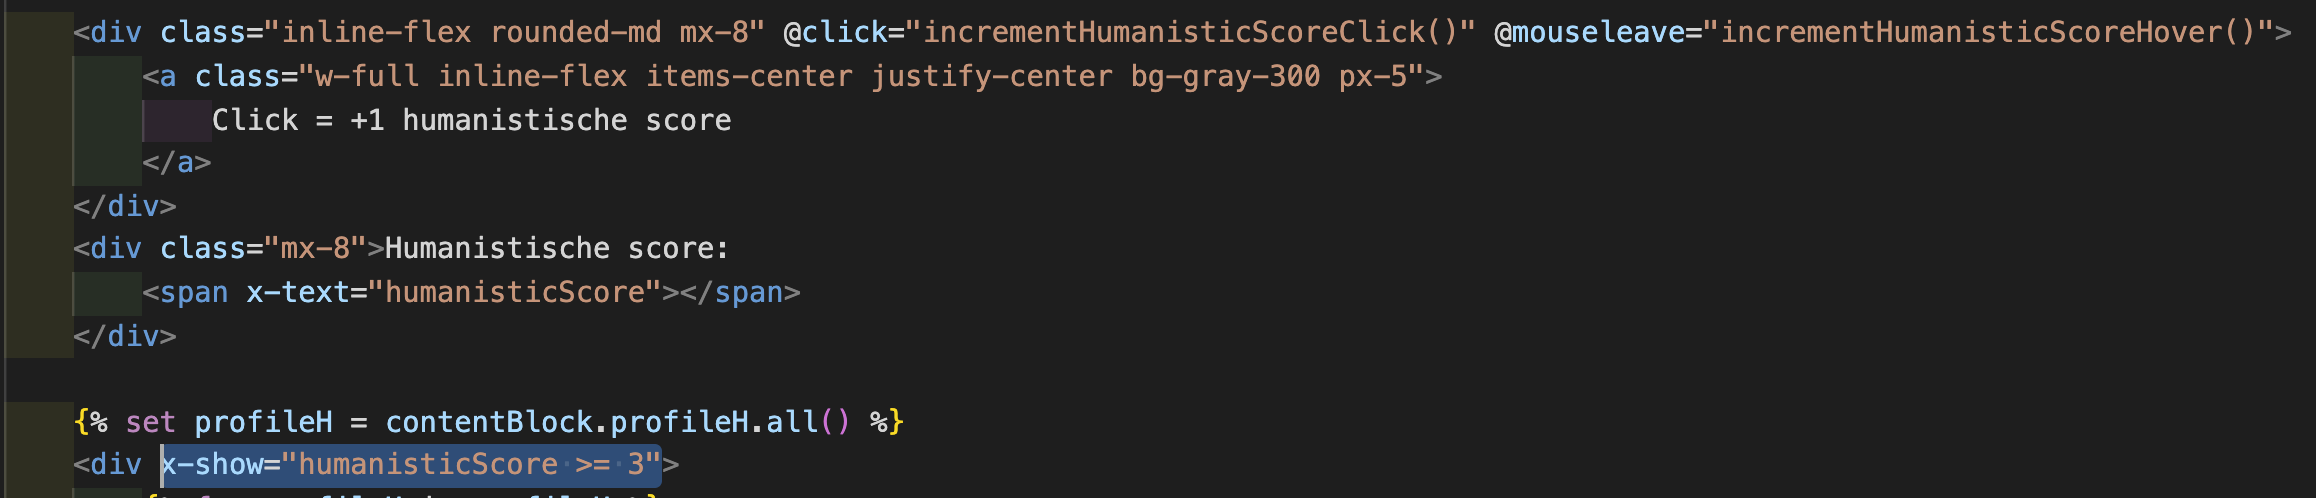 <div class="inline-flex rounded-md mx-8" @click="incrementHumanisticScoreClick()" @mouseleave="incrementHumanisticScoreHover()">
<a class="w-full inline-flex items-center justify-center bg-gray-300 px-5">
Click = +1 humanistische score
</a>
</div>
<div class="mx-8">Humanistische score:
<span x-text="humanisticScore"></span>
</div>
{% set profileH = contentBlock.profileH.all() %}
<div x-show="humanisticScore >= 3">